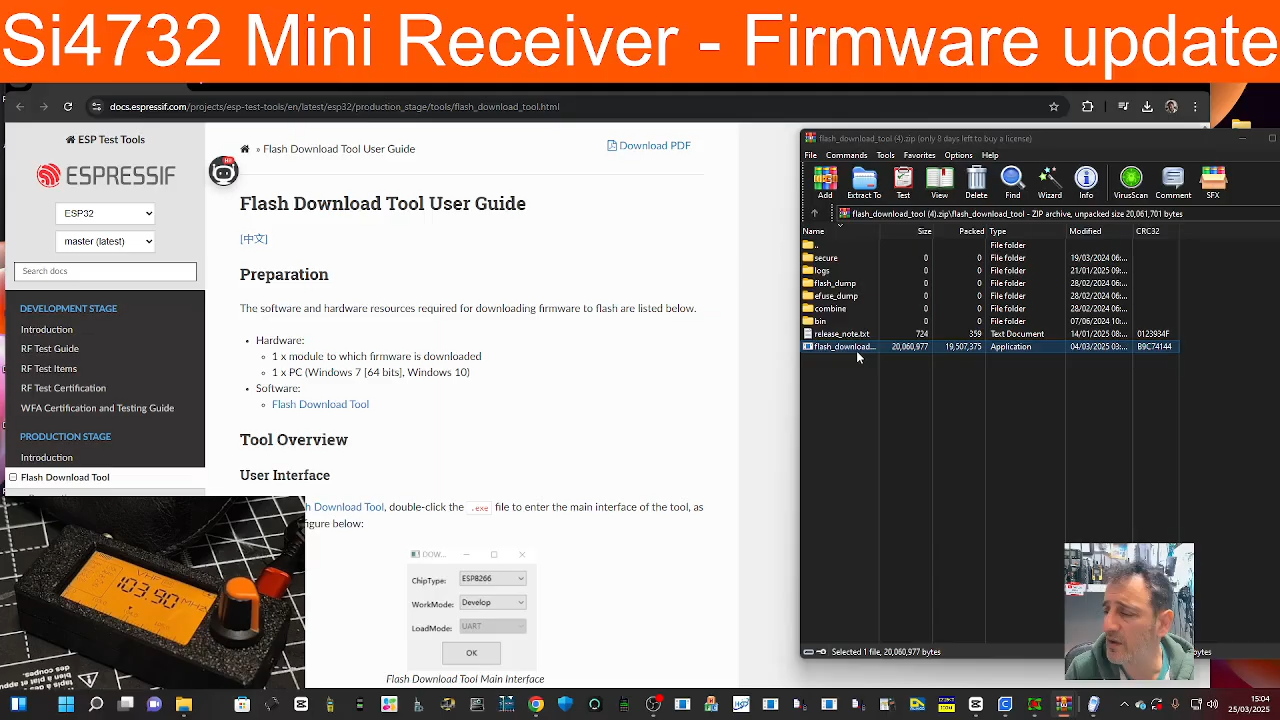 Si4732 Mini Receiver - Firmware update
docs.espressif.com/projects/esp-test-tools/en/latest/esp32/production_stage/tools/flash_download_tool.html
ESP Test Tools
ESPRESSIF
ESP32
master (latest)
Search docs
DEVELOPMENT STAGE
Introduction
RF Test Guide
RF Test Items
RF Test Certification
WFA Certification and Testing Guide
PRODUCTION STAGE
Introduction
Flash Download Tool
» Flash Download Tool User Guide
Download PDF
Hi
Flash Download Tool User Guide
[中文]
Preparation
The software and hardware resources required for downloading firmware to flash are listed below.
Hardware:
1 x module to which firmware is downloaded
1 x PC (Windows 7 [64 bits], Windows 10)
Software:
Flash Download Tool
Tool Overview
User Interface
h Download Tool, double-click the .exe file to enter the main interface of the tool, as
igure below:
DOW...
ChipType: ESP8266
WorkMode: Develop
LoadMode: UART
OK
Flash Download Tool Main Interface
flash_download_tool (4).zip (only 8 days left to buy a license)
File Commands Tools Favorites Options Help
Add Extract To Test View Delete Find Wizard Info VirusScan Comment SFX
flash_download_tool (4).zip\flash_download_tool - ZIP archive, unpacked size 20,061,701 bytes
Name Size Packed Type Modified CRC32
.. File folder
secure 0 0 File folder 19/03/2025 06:...
logs 0 0 File folder 21/01/2025 09:...
flash_dump 0 0 File folder 28/02/2024 06:...
efuse_dump 0 0 File folder 28/02/2024 06:...
combine 0 0 File folder 28/02/2024 06:...
bin 0 0 File folder 07/06/2024 10:...
release_note.txt 724 359 Text Document 14/01/2025 08:... 0123934F
flash_download... 20,060,977 19,507,375 Application 04/03/2025 03:... B9C74144
Selected 1 file, 20,060,977 bytes
bytes
VHF
103.90 MHZ
25/03/2025